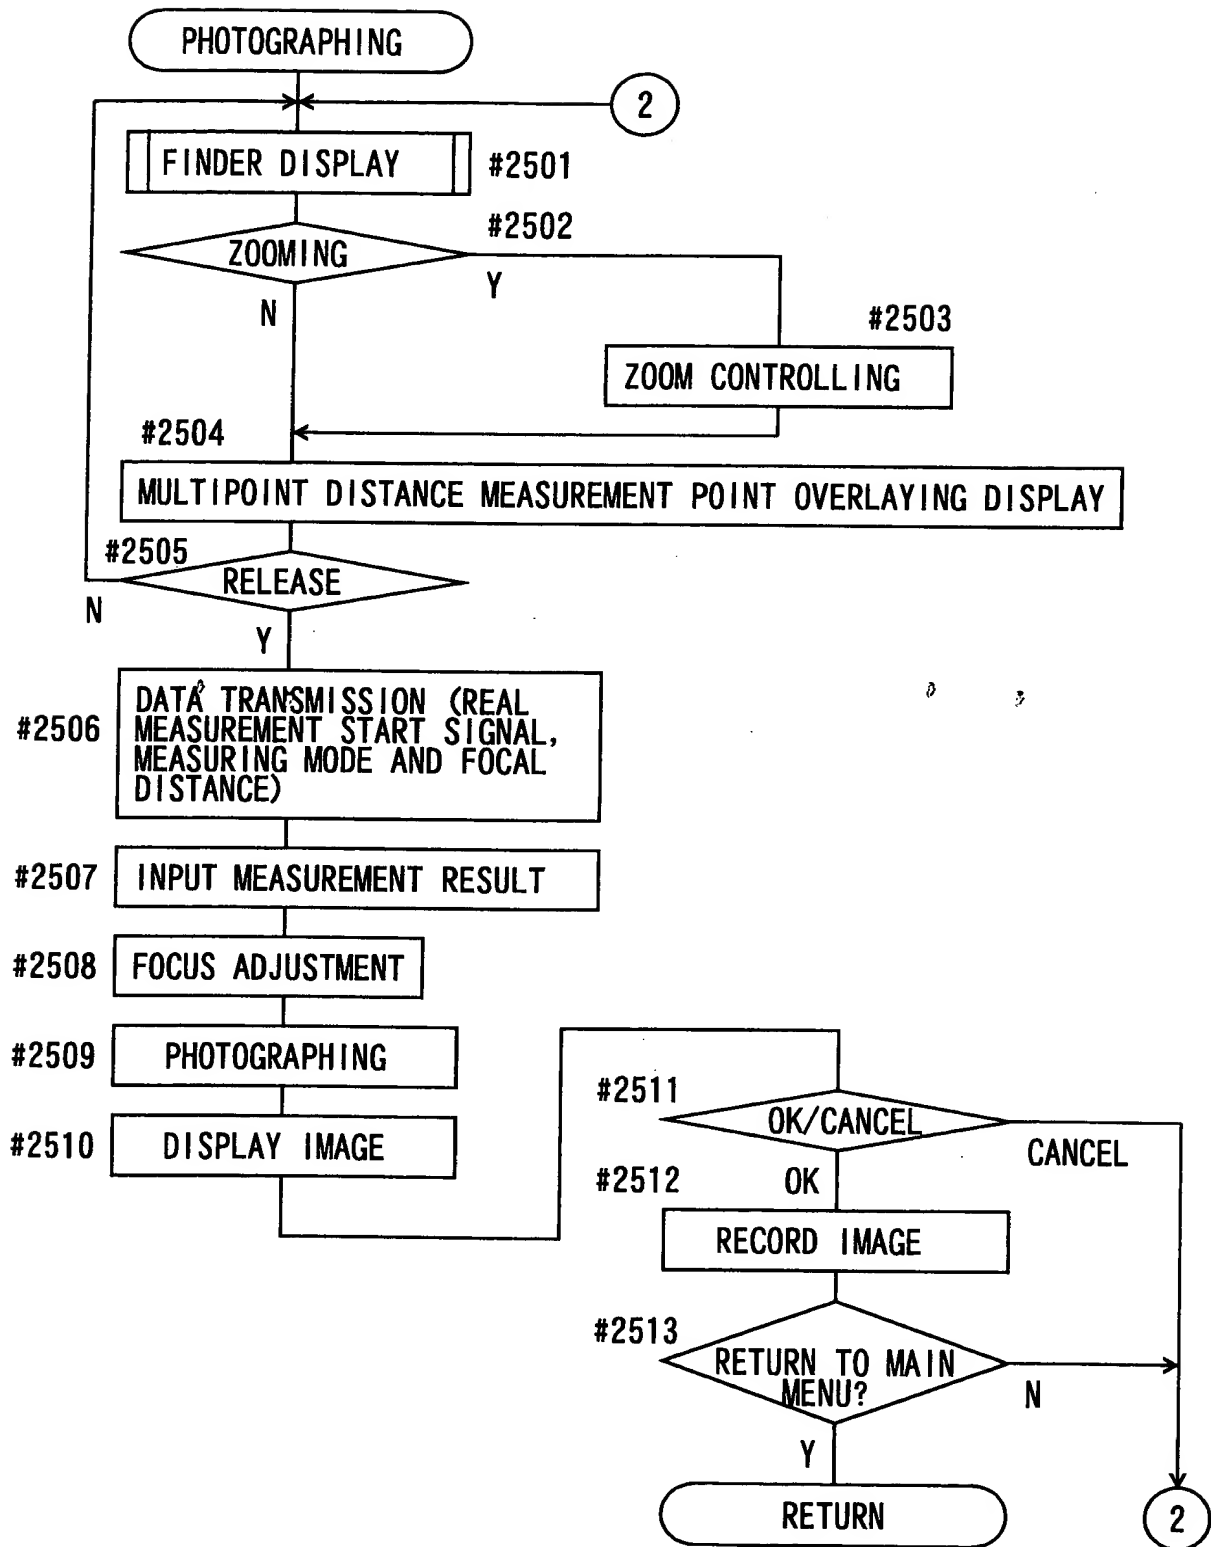 PHOTOGRAPHING
2
FINDER DISPLAY
#2501
#2502
ZOOMING
Y
N
#2503
ZOOM CONTROLLING
#2504
MULTIPOINT DISTANCE MEASUREMENT POINT OVERLAYING DISPLAY
#2505
RELEASE
N
Y
#2506
DATA TRANSMISSION (REAL
MEASUREMENT START SIGNAL,
MEASURING MODE AND FOCAL
DISTANCE)
#2507
INPUT MEASUREMENT RESULT
#2508
FOCUS ADJUSTMENT
#2509
PHOTOGRAPHING
#2510
DISPLAY IMAGE
#2511
OK/CANCEL
CANCEL
OK
#2512
RECORD IMAGE
#2513
RETURN TO MAIN
MENU?
N
Y
RETURN
2